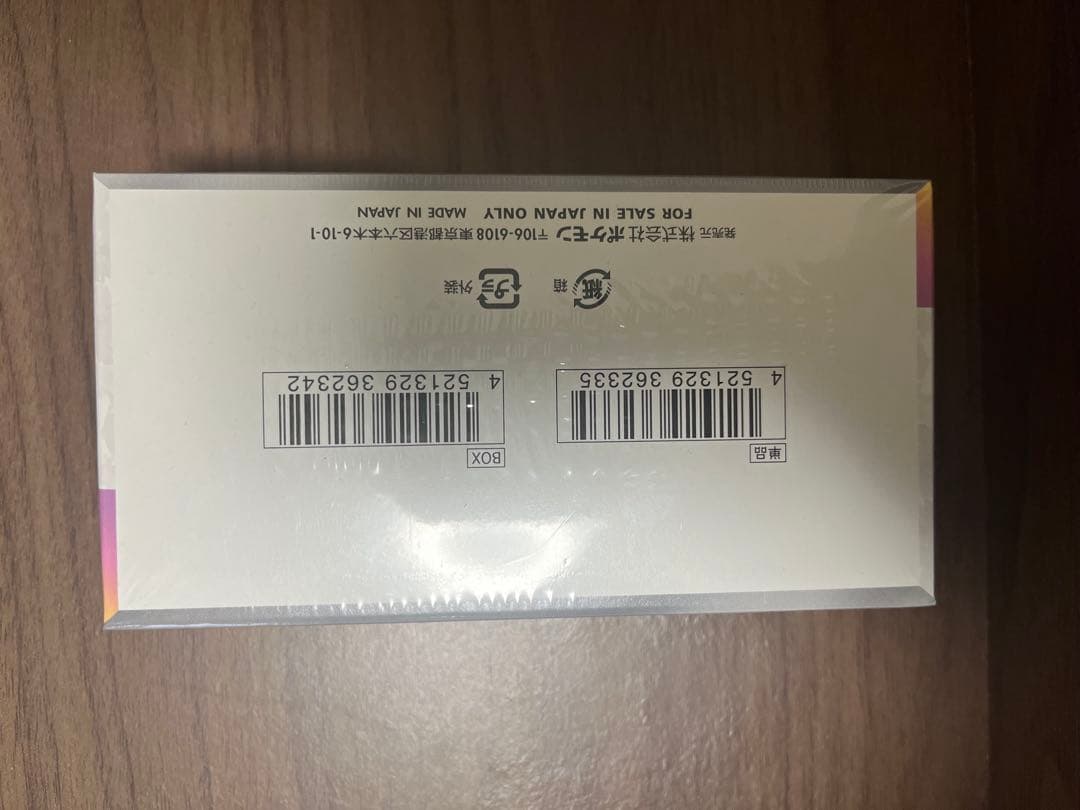 単品
4 521329 362335
BOX
4 521329 362342
紙 箱
プラ 外装
発売元 株式会社ポケモン 〒106-6108 東京都港区六本木6-10-1
FOR SALE IN JAPAN ONLY MADE IN JAPAN